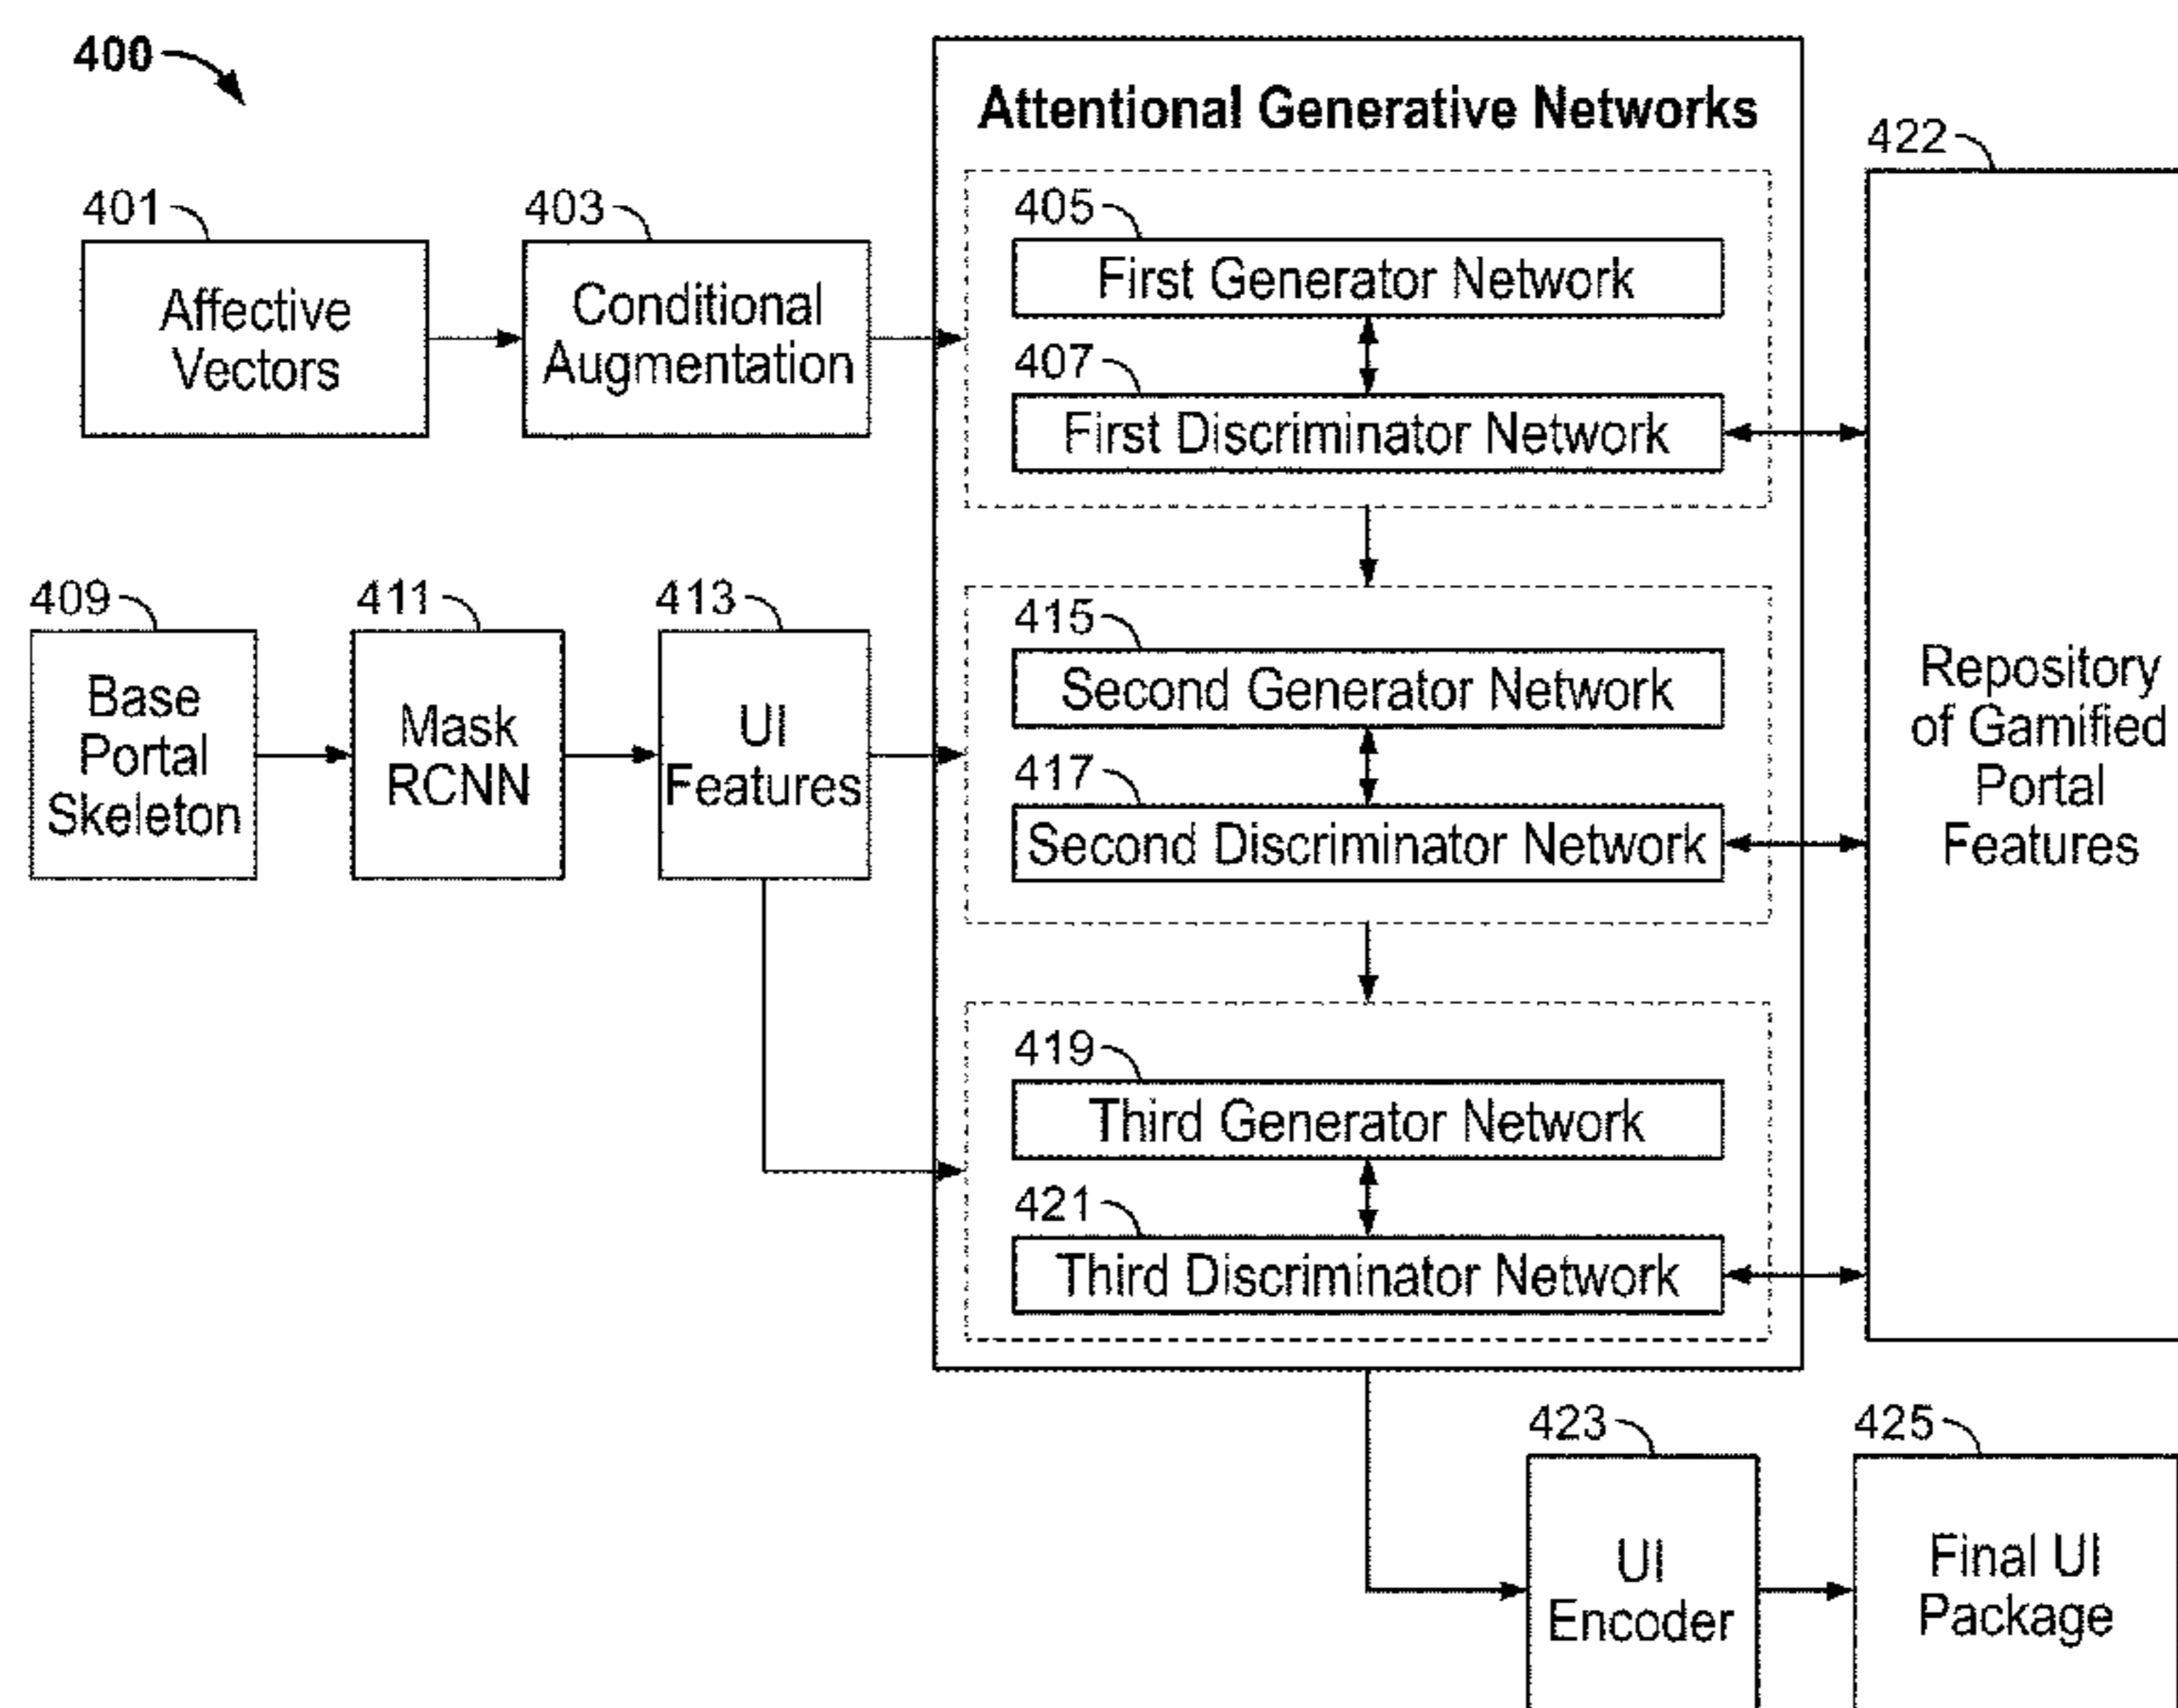 400
Attentional Generative Networks
422
401
Affective
Vectors
403
Conditional
Augmentation
405
First Generator Network
407
First Discriminator Network
409
Base
Portal
Skeleton
411
Mask
RCNN
413
UI
Features
415
Second Generator Network
417
Second Discriminator Network
Repository
of Gamified
Portal
Features
419
Third Generator Network
421
Third Discriminator Network
423
UI
Encoder
425
Final UI
Package